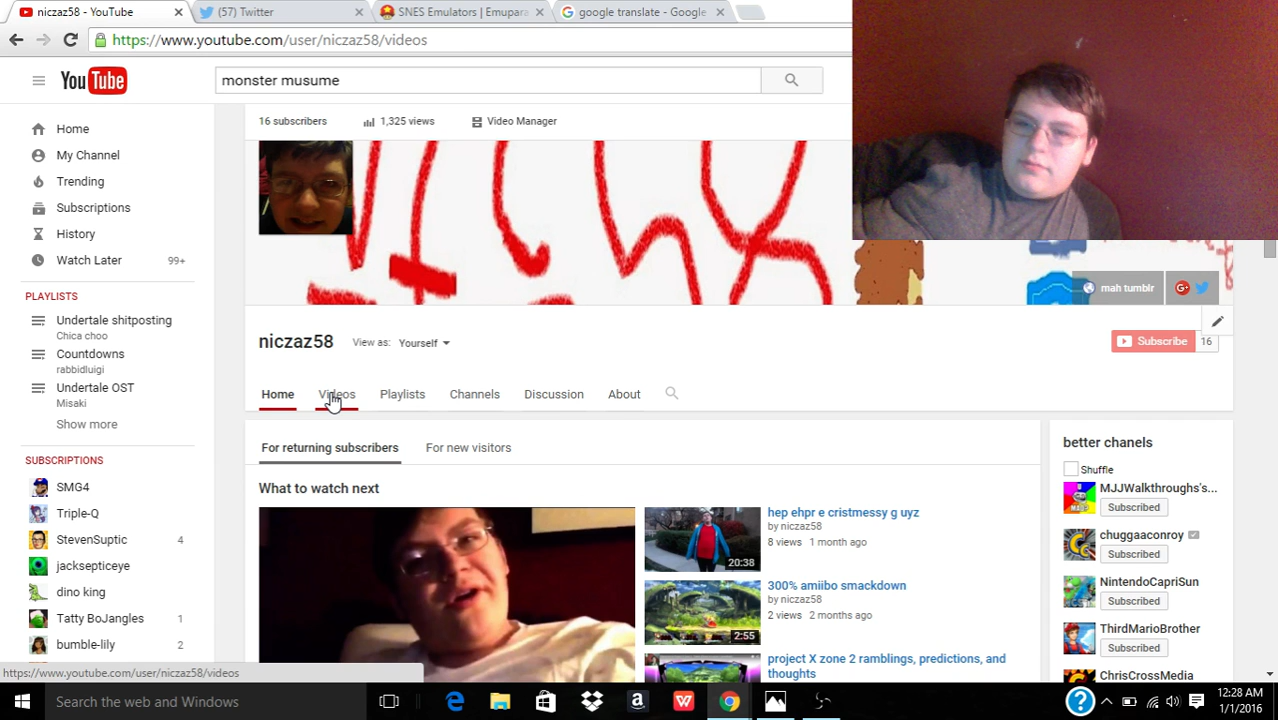 niczaz58 - YouTube
(57) Twitter
SNES Emulators | Emupara
google translate - Google
https://www.youtube.com/user/niczaz58/videos
YouTube
monster musume
16 subscribers
1,325 views
Video Manager
Home
My Channel
Trending
Subscriptions
History
Watch Later
99+
PLAYLISTS
Undertale shitposting
Chica choo
Countdowns
rabbidluigi
Undertale OST
Misaki
Show more
SUBSCRIPTIONS
SMG4
Triple-Q
StevenSuptic
4
jacksepticeye
dino king
Tatty BoJangles
1
bumble-lily
2
mah tumblr
niczaz58
View as:
Yourself
Subscribe
16
Home
Videos
Playlists
Channels
Discussion
About
For returning subscribers
For new visitors
What to watch next
hep ehpr e cristmessy g uyz
by niczaz58
8 views 1 month ago
20:38
300% amiibo smackdown
by niczaz58
2 views 2 months ago
2:55
project X zone 2 ramblings, predictions, and
thoughts
better chanels
Shuffle
MJJWalkthroughs's...
Subscribed
chuggaaconroy
Subscribed
NintendoCapriSun
Subscribed
ThirdMarioBrother
Subscribed
ChrisCrossMedia
https://www.youtube.com/user/niczaz58/videos
Search the web and Windows
12:28 AM
1/1/2016